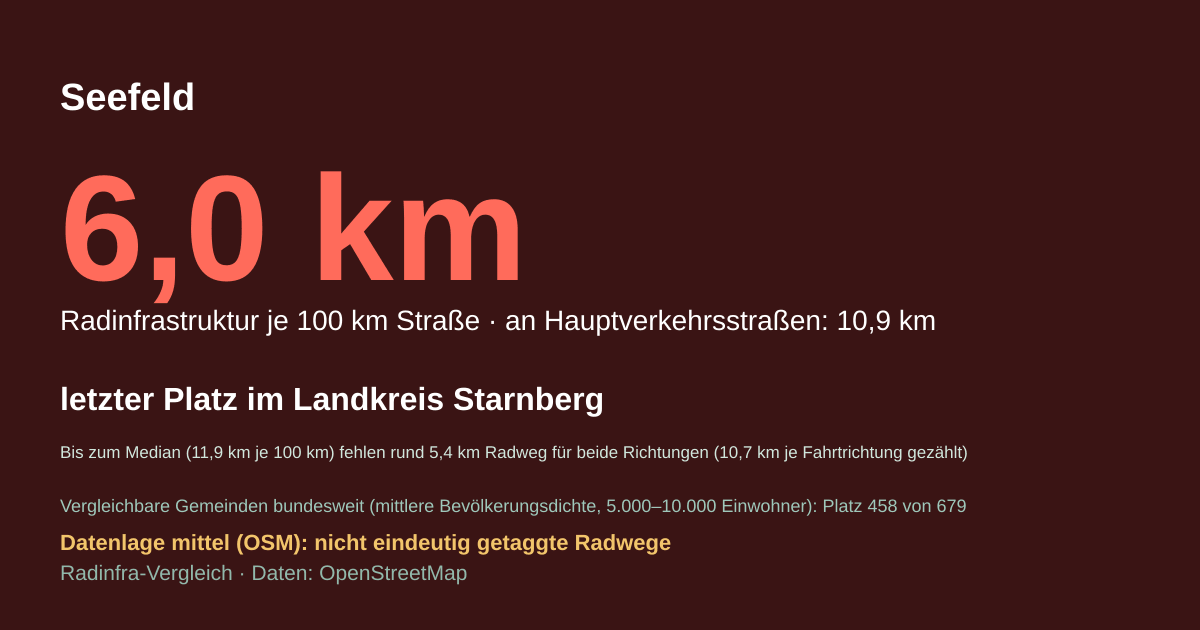 Seefeld
6,0 km
Radinfrastruktur je 100 km Straße · an Hauptverkehrsstraßen: 10,9 km
letzter Platz im Landkreis Starnberg
Bis zum Median (11,9 km je 100 km) fehlen rund 5,4 km Radweg für beide Richtungen (10,7 km je Fahrtrichtung gezählt)
Vergleichbare Gemeinden bundesweit (mittlere Bevölkerungsdichte, 5.000–10.000 Einwohner): Platz 458 von 679
Datenlage mittel (OSM): nicht eindeutig getaggte Radwege
Radinfra-Vergleich · Daten: OpenStreetMap